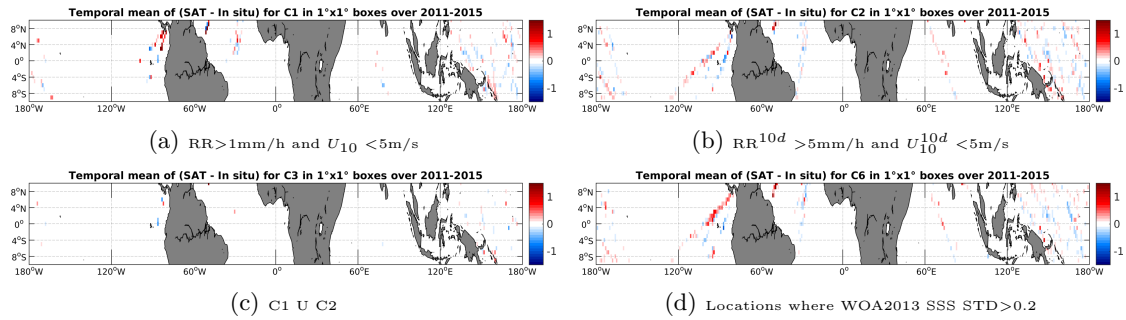 Temporal mean of (SAT - In situ) for C1 in 1°x1° boxes over 2011-2015
8°N
4°N
0°
4°S
8°S
180°W 120°W 60°W 0° 60°E 120°E 180°W
1
0
-1
(a) RR>1mm/h and U10 <5m/s
Temporal mean of (SAT - In situ) for C2 in 1°x1° boxes over 2011-2015
8°N
4°N
0°
4°S
8°S
180°W 120°W 60°W 0° 60°E 120°E 180°W
1
0
-1
(b) RR^10d >5mm/h and U10^10d <5m/s
Temporal mean of (SAT - In situ) for C3 in 1°x1° boxes over 2011-2015
8°N
4°N
0°
4°S
8°S
180°W 120°W 60°W 0° 60°E 120°E 180°W
1
0
-1
(c) C1 U C2
Temporal mean of (SAT - In situ) for C6 in 1°x1° boxes over 2011-2015
8°N
4°N
0°
4°S
8°S
180°W 120°W 60°W 0° 60°E 120°E 180°W
1
0
-1
(d) Locations where WOA2013 SSS STD>0.2